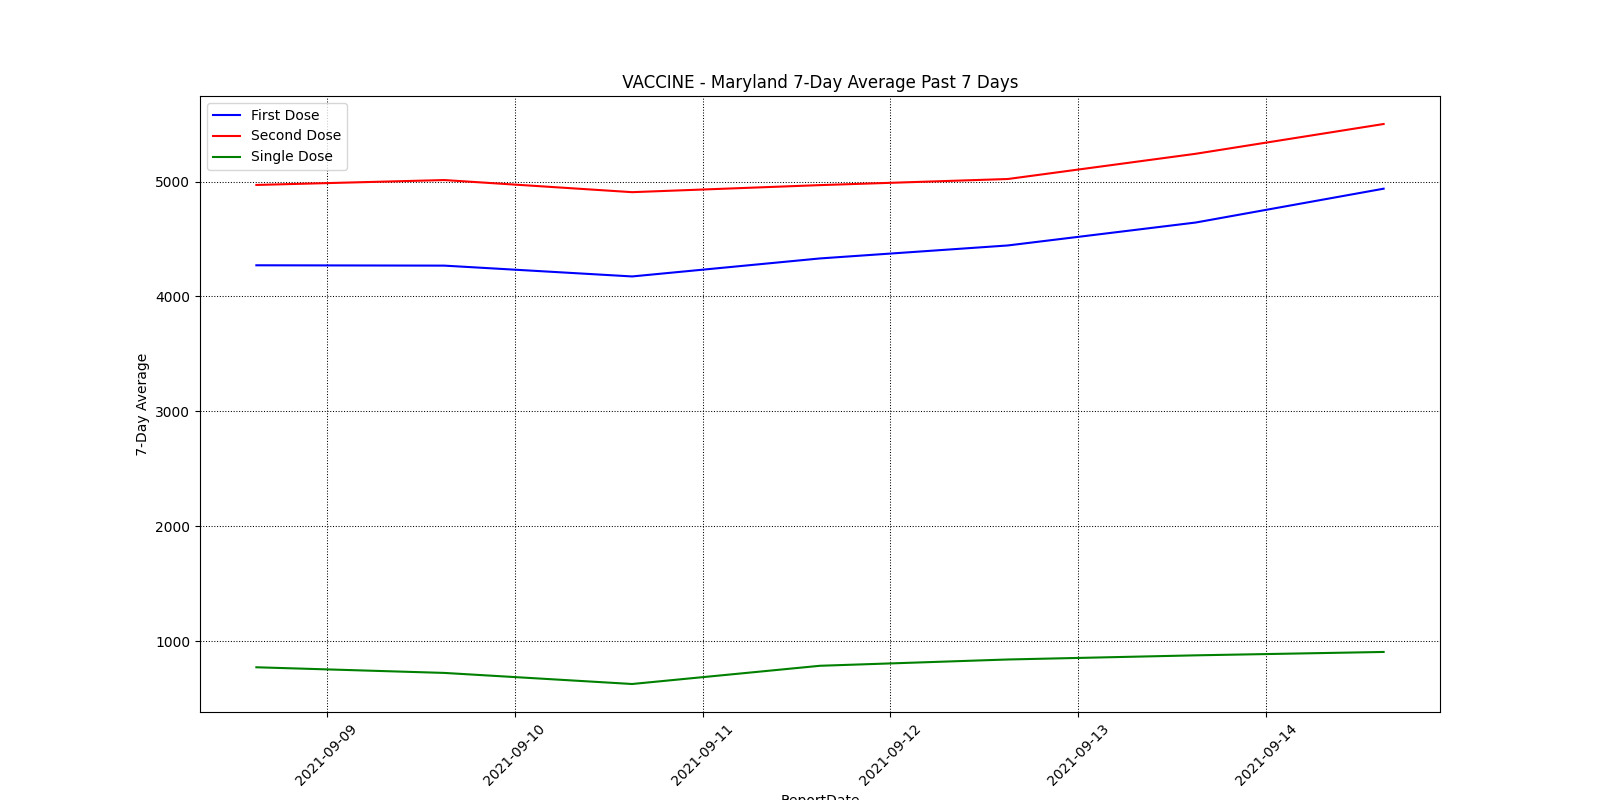 VACCINE - Maryland 7-Day Average Past 7 Days
First Dose
Second Dose
Single Dose
7-Day Average
5000
4000
3000
2000
1000
2021-09-09
2021-09-10
2021-09-11
2021-09-12
2021-09-13
2021-09-14
ReportDate